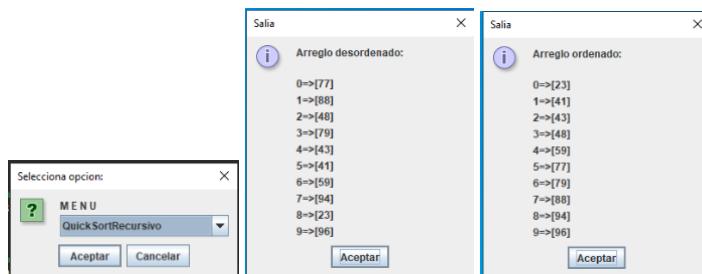 Selecciona opcion:
M E N U
QuickSortRecursivo
Aceptar
Cancelar
Salia
Arreglo desordenado:
0=>[77]
1=>[88]
2=>[48]
3=>[79]
4=>[43]
5=>[41]
6=>[59]
7=>[94]
8=>[23]
9=>[96]
Aceptar
Salia
Arreglo ordenado:
0=>[23]
1=>[41]
2=>[43]
3=>[48]
4=>[59]
5=>[77]
6=>[79]
7=>[88]
8=>[94]
9=>[96]
Aceptar